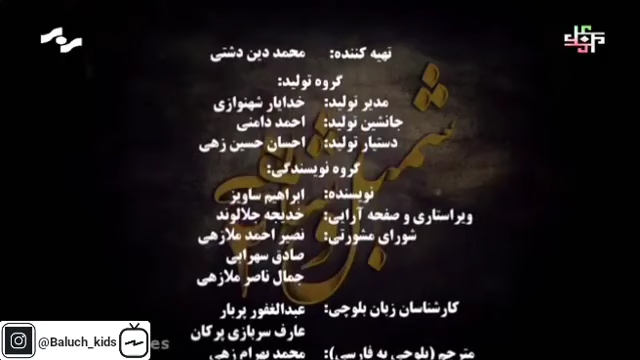 تهیه کننده: محمد دین دشتی
گروه تولید:
مدیر تولید: خدایار شهنوازی
جانشین تولید: احمد دامنی
دستیار تولید: احسان حسین زهی
گروه نویسندگی:
نویسنده: ابراهیم ساویز
ویراستاری و صفحه آرایی: خدیجه جلالوند
شورای مشورتی: نصیر احمد ملازهی
صادق سهرابی
جمال ناصر ملازهی
کارشناسان زبان بلوچی: عبدالغفور پربار
عارف سربازی پرکان
مترجم (بلوچی به فارسی): محمد بهرام زهی
@Baluch_kids